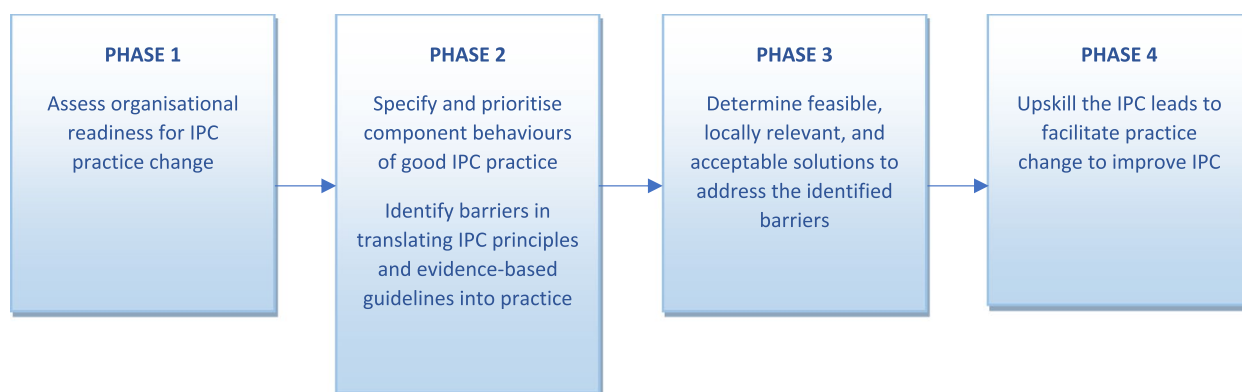 PHASE 1
Assess organisational
readiness for IPC
practice change
PHASE 2
Specify and prioritise
component behaviours
of good IPC practice
Identify barriers in
translating IPC principles
and evidence-based
guidelines into practice
PHASE 3
Determine feasible,
locally relevant, and
acceptable solutions to
address the identified
barriers
PHASE 4
Upskill the IPC leads to
facilitate practice
change to improve IPC